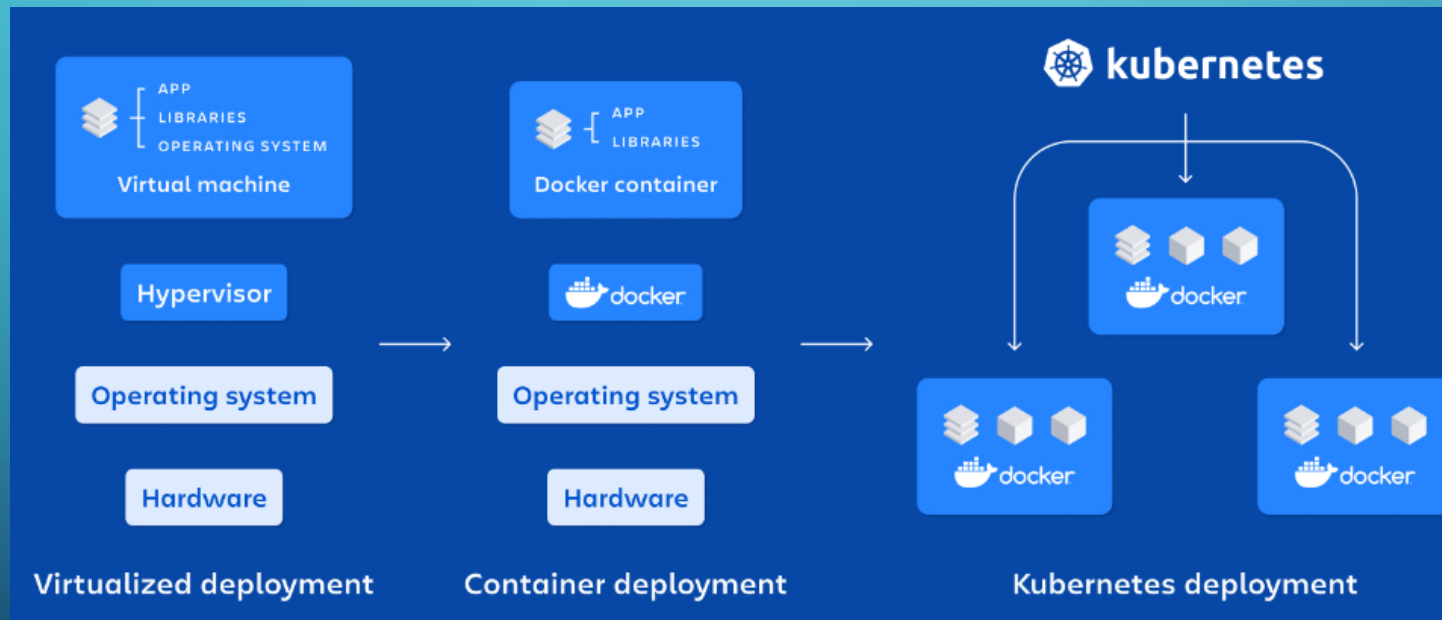 APP
LIBRARIES
OPERATING SYSTEM
Virtual machine
Hypervisor
Operating system
Hardware
Virtualized deployment
APP
LIBRARIES
Docker container
docker
Operating system
Hardware
Container deployment
kubernetes
docker
docker
docker
Kubernetes deployment